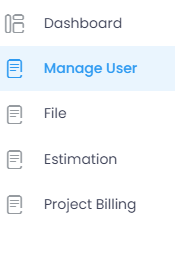 Dashboard
Manage User
File
Estimation
Project Billing